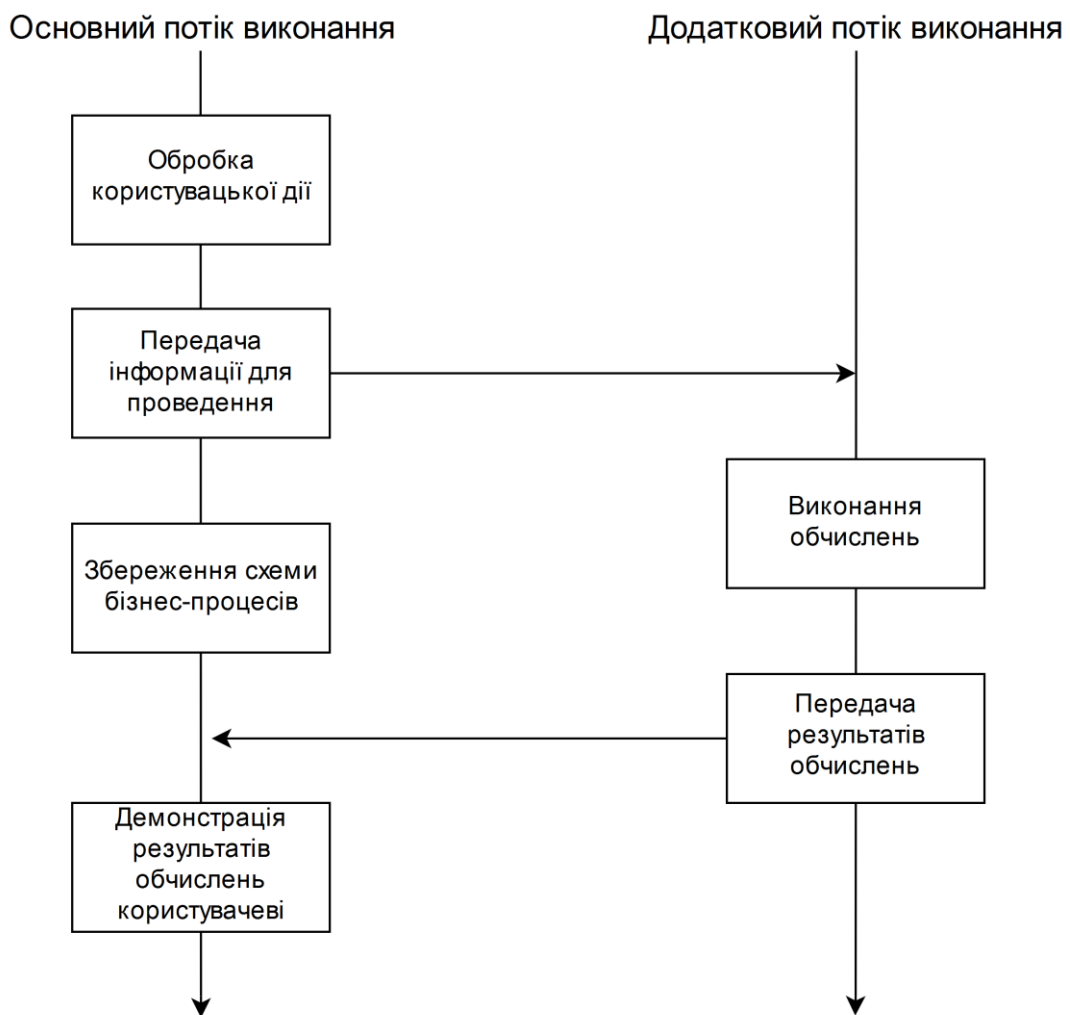 Основний потік виконання
Додатковий потік виконання
Обробка
користувацької дії
Передача
інформації для
проведення
Виконання
обчислень
Збереження схеми
бізнес-процесів
Передача
результатів
обчислень
Демонстрація
результатів
обчислень
користувачеві